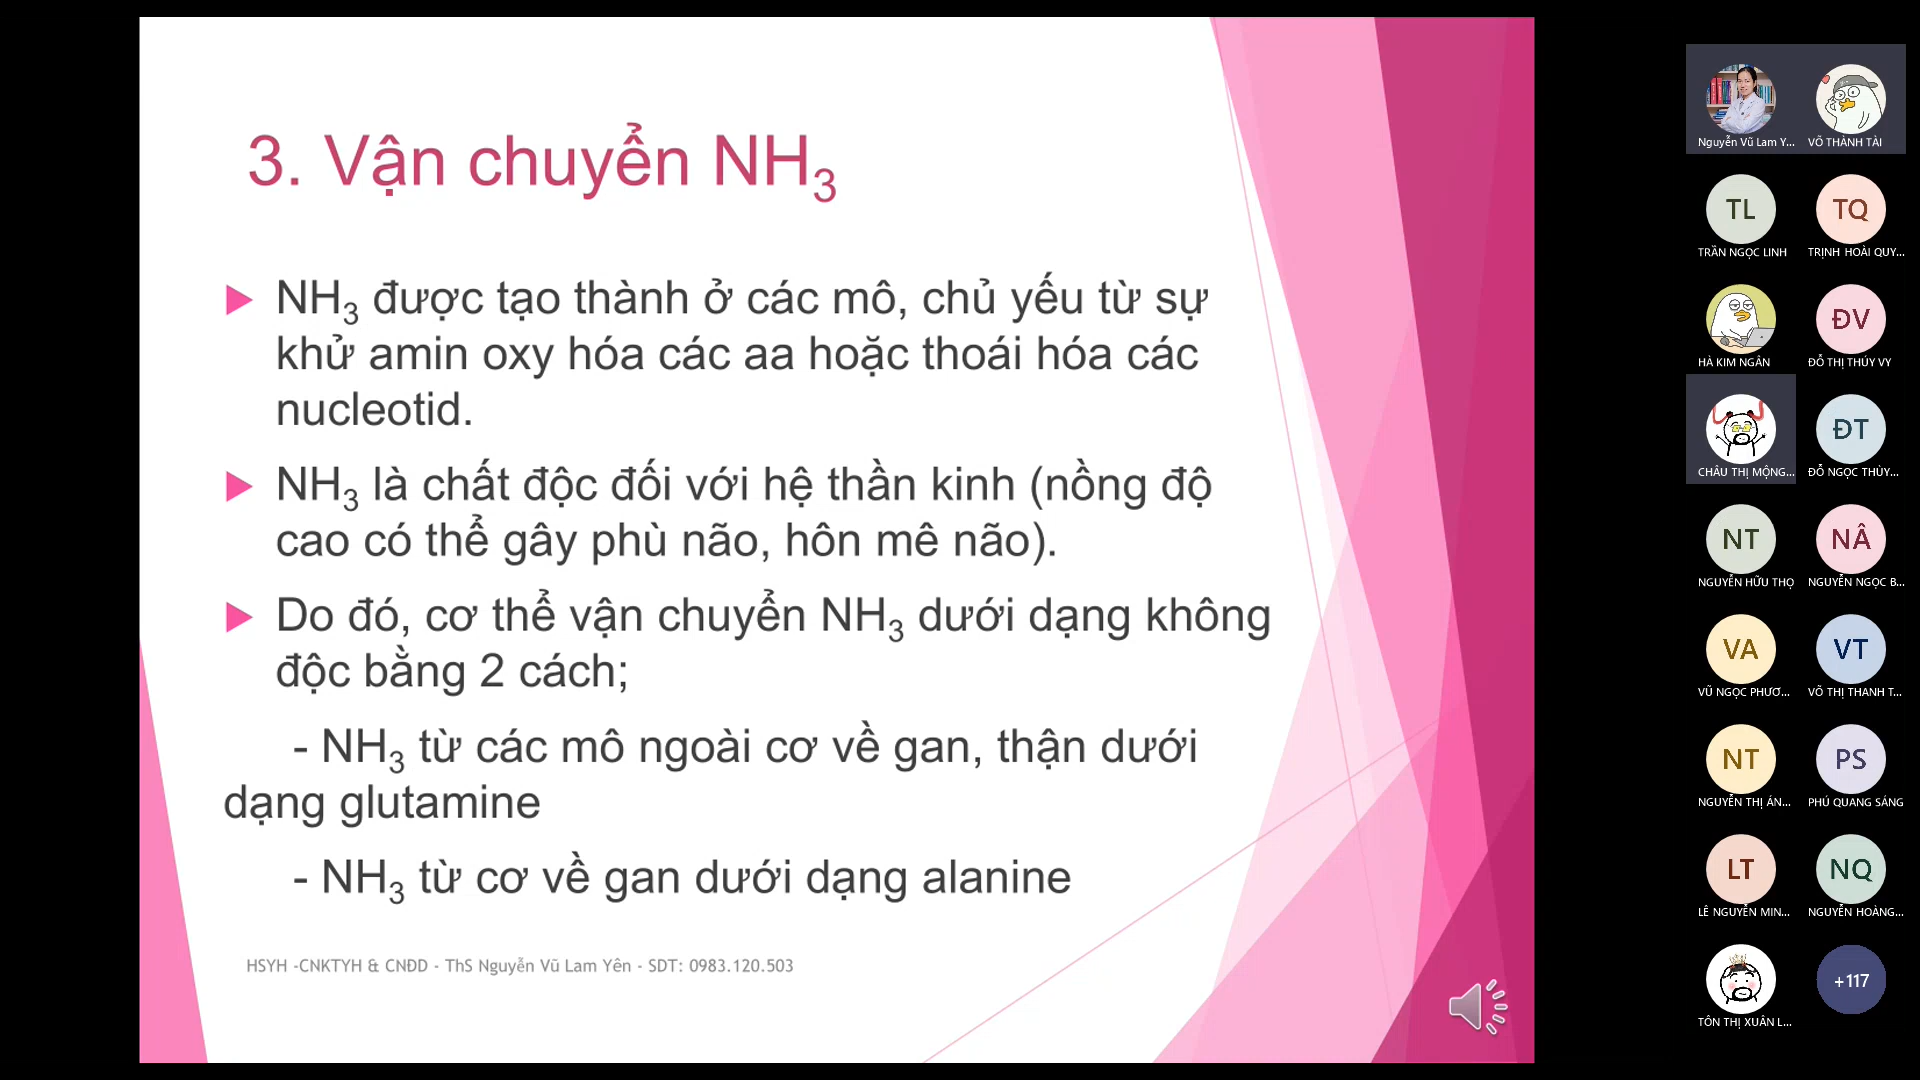 3. Vận chuyển NH₃
NH₃ được tạo thành ở các mô, chủ yếu từ sự
khử amin oxy hóa các aa hoặc thoái hóa các
nucleotid.
NH₃ là chất độc đối với hệ thần kinh (nồng độ
cao có thể gây phù não, hôn mê não).
Do đó, cơ thể vận chuyển NH₃ dưới dạng không
độc bằng 2 cách;
- NH₃ từ các mô ngoài cơ về gan, thận dưới
dạng glutamine
- NH₃ từ cơ về gan dưới dạng alanine
HSYH -CNKTYH & CNĐD - ThS Nguyễn Vũ Lam Yên - SDT: 0983.120.503
Nguyễn Vũ Lam Y...
VÕ THÀNH TÀI
TL
TRẦN NGỌC LINH
TQ
TRỊNH HOÀI QUY...
HÀ KIM NGÂN
ĐV
ĐỖ THỊ THÚY VY
CHÂU THỊ MỘNG...
ĐT
ĐỖ NGỌC THÙY...
NT
NGUYỄN HỮU THỌ
NÂ
NGUYỄN NGỌC B...
VA
VŨ NGỌC PHƯƠ...
VT
VÕ THỊ THANH T...
NT
NGUYỄN THỊ ÁN...
PS
PHÚ QUANG SÁNG
LT
LÊ NGUYỄN MIN...
NQ
NGUYỄN HOÀNG...
TÔN THỊ XUÂN L...
+117